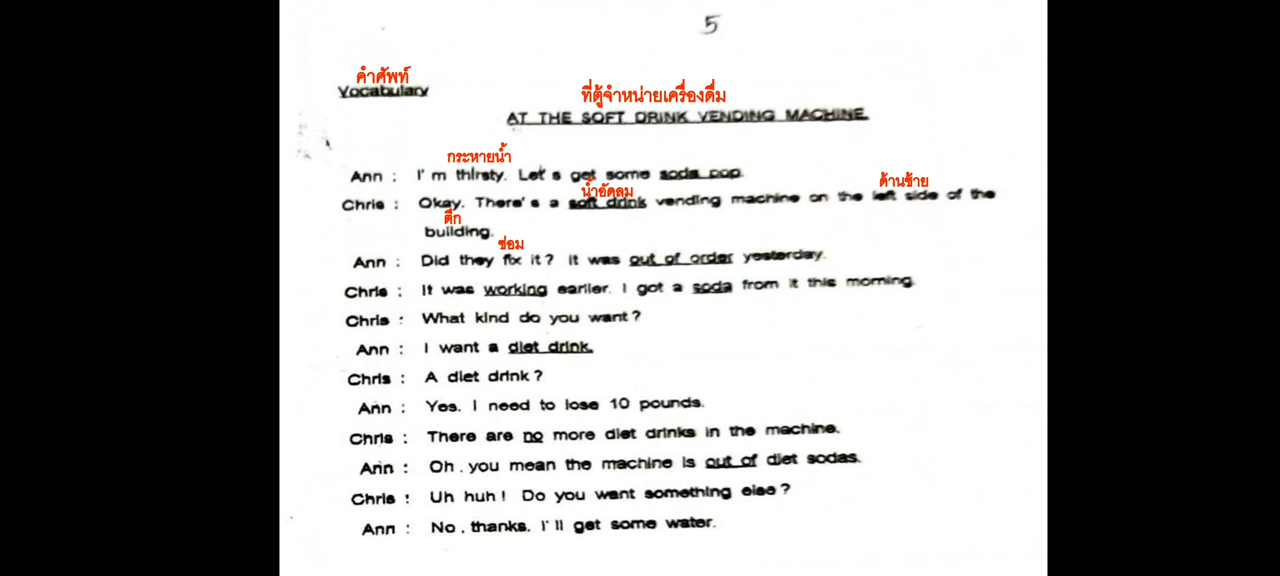 5
คำศัพท์
Vocabulary
ที่ตู้จำหน่ายเครื่องดื่ม
AT THE SOFT DRINK VENDING MACHINE
กระหายน้ำ
Ann : I'm thirsty. Let's get some soda pop.
น้ำอัดลม ด้านซ้าย
Chris : Okay. There's a soft drink vending machine on the left side of the
ตึก
building.
ซ่อม
Ann : Did they fix it? It was out of order yesterday.
Chris : It was working earlier. I got a soda from it this morning.
Chris : What kind do you want?
Ann : I want a diet drink.
Chris : A diet drink?
Ann : Yes. I need to lose 10 pounds.
Chris : There are no more diet drinks in the machine.
Ann : Oh, you mean the machine is out of diet sodas.
Chris : Uh huh! Do you want something else?
Ann : No, thanks. I'll get some water.